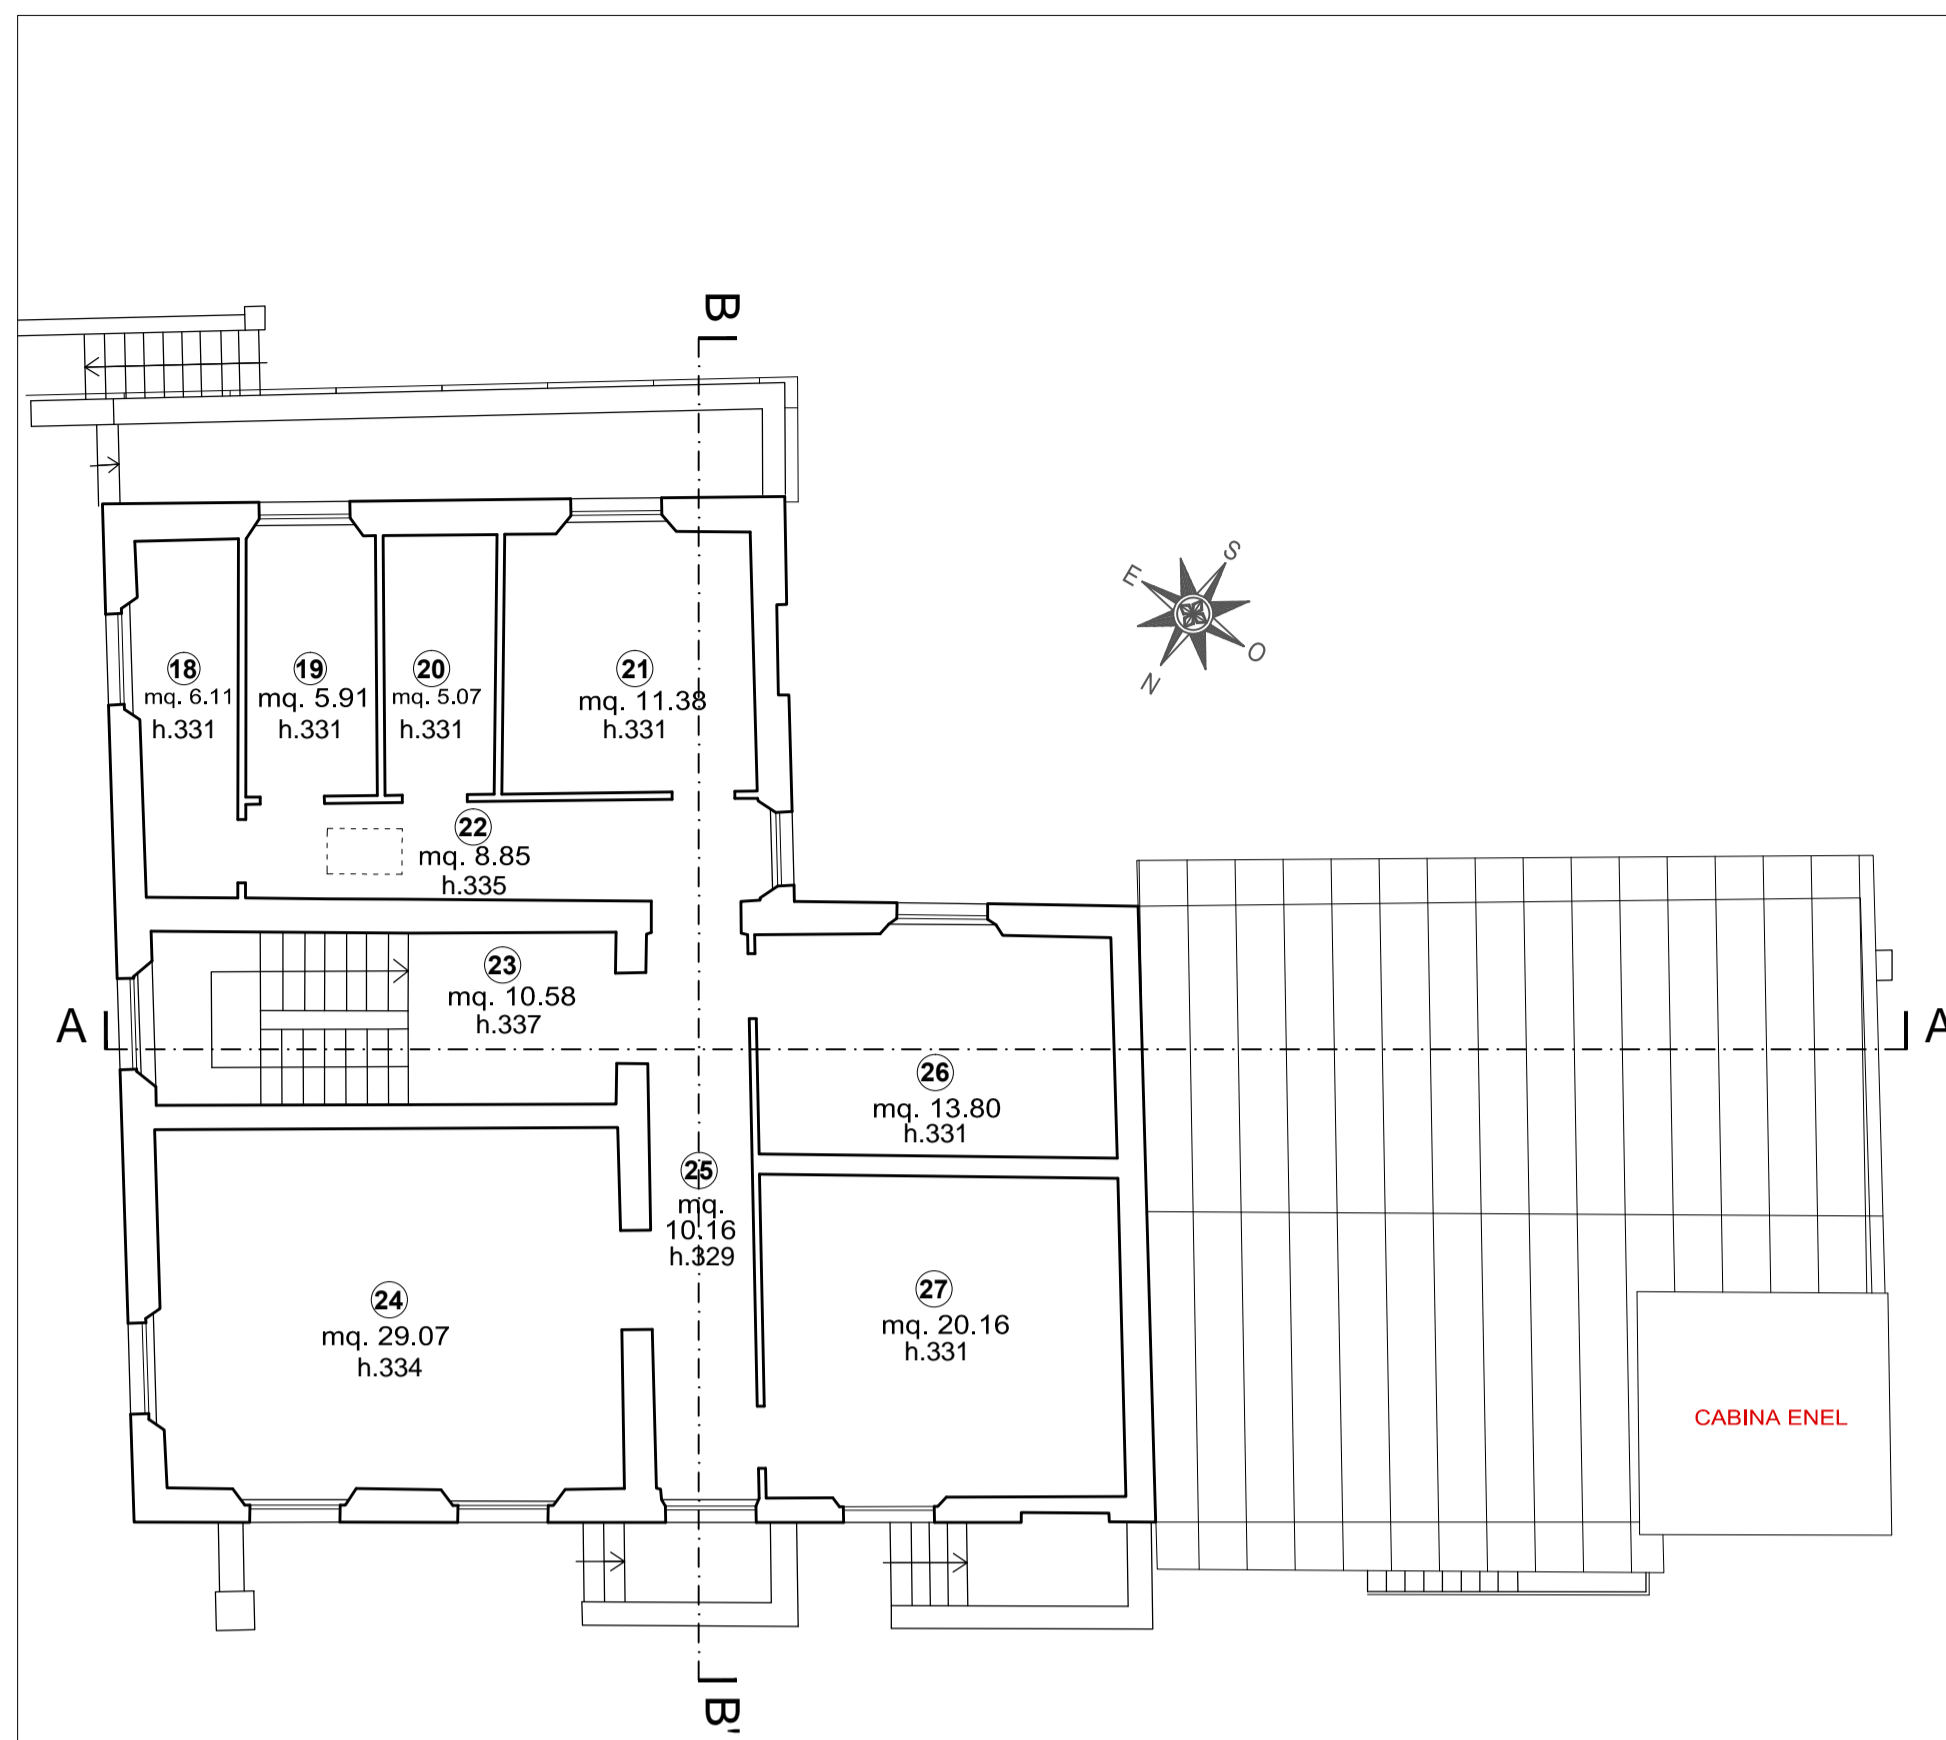 B
S
E
O
N
18
mq. 6.11
h.331
19
mq. 5.91
h.331
20
mq. 5.07
h.331
21
mq. 11.38
h.331
22
mq. 8.85
h.335
23
mq. 10.58
h.337
A
A
26
mq. 13.80
h.331
25
mq.
10.16
h.329
24
mq. 29.07
h.334
27
mq. 20.16
h.331
CABINA ENEL
B'